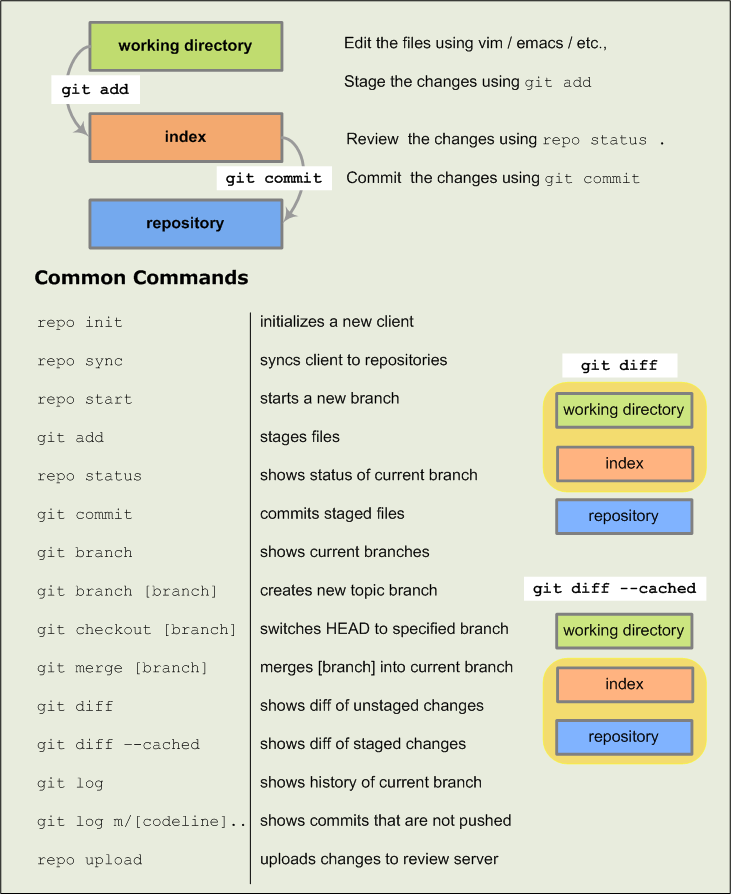 working directory
Edit the files using vim / emacs / etc.,
git add
Stage the changes using git add
index
Review  the changes using repo status .
git commit
Commit  the changes using git commit
repository
Common Commands
repo init initializes a new client
repo sync syncs client to repositories
repo start starts a new branch
git add stages files
repo status shows status of current branch
git commit commits staged files
git branch shows current branches
git branch [branch] creates new topic branch
git checkout [branch] switches HEAD to specified branch
git merge [branch] merges [branch] into current branch
git diff shows diff of unstaged changes
git diff --cached shows diff of staged changes
git log shows history of current branch
git log m/[codeline].. shows commits that are not pushed
repo upload uploads changes to review server
git diff
working directory
index
repository
git diff --cached
working directory
index
repository